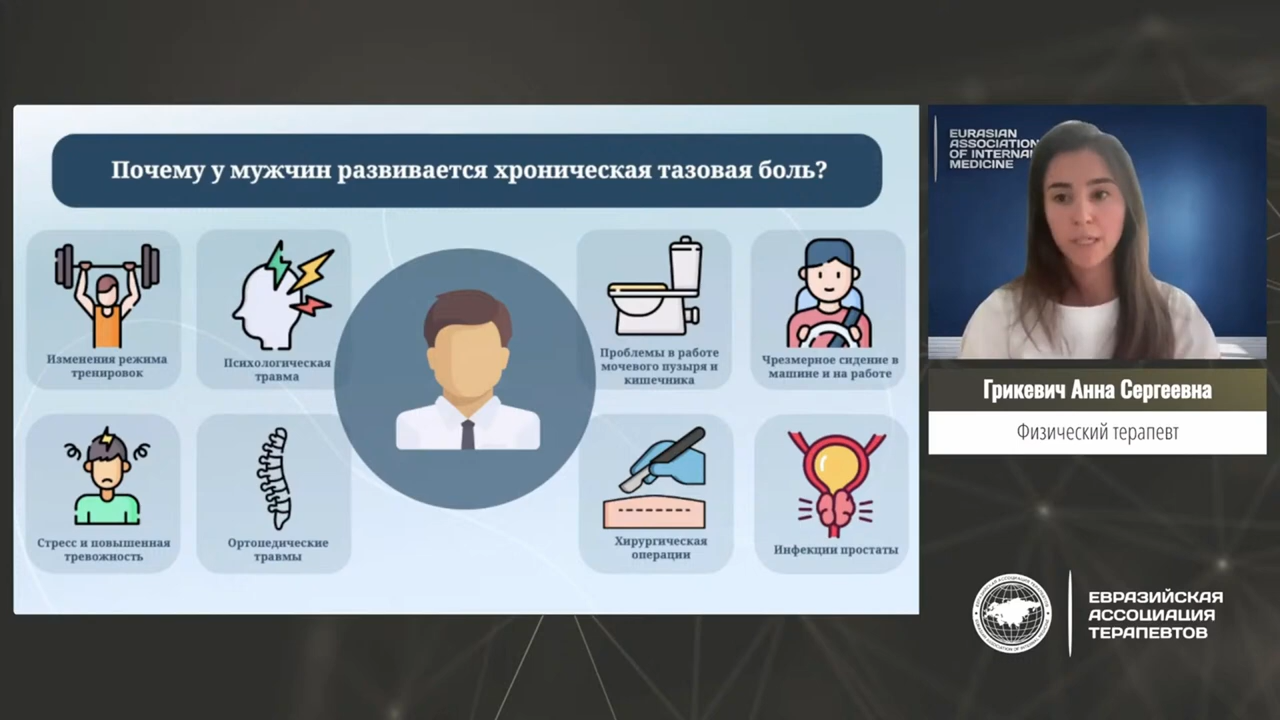 Почему у мужчин развивается хроническая тазовая боль?
Изменения режима
тренировок
Психологическая
травма
Проблемы в работе
мочевого пузыря и
кишечника
Чрезмерное сидение в
машине и на работе
Стресс и повышенная
тревожность
Ортопедические
травмы
Хирургическая
операции
Инфекции простаты
EURASIAN
ASSOCIATION
OF INTERNAL
MEDICINE
Грикевич Анна Сергеевна
Физический терапевт
ЕВРАЗИЙСКАЯ
АССОЦИАЦИЯ
ТЕРАПЕВТОВ